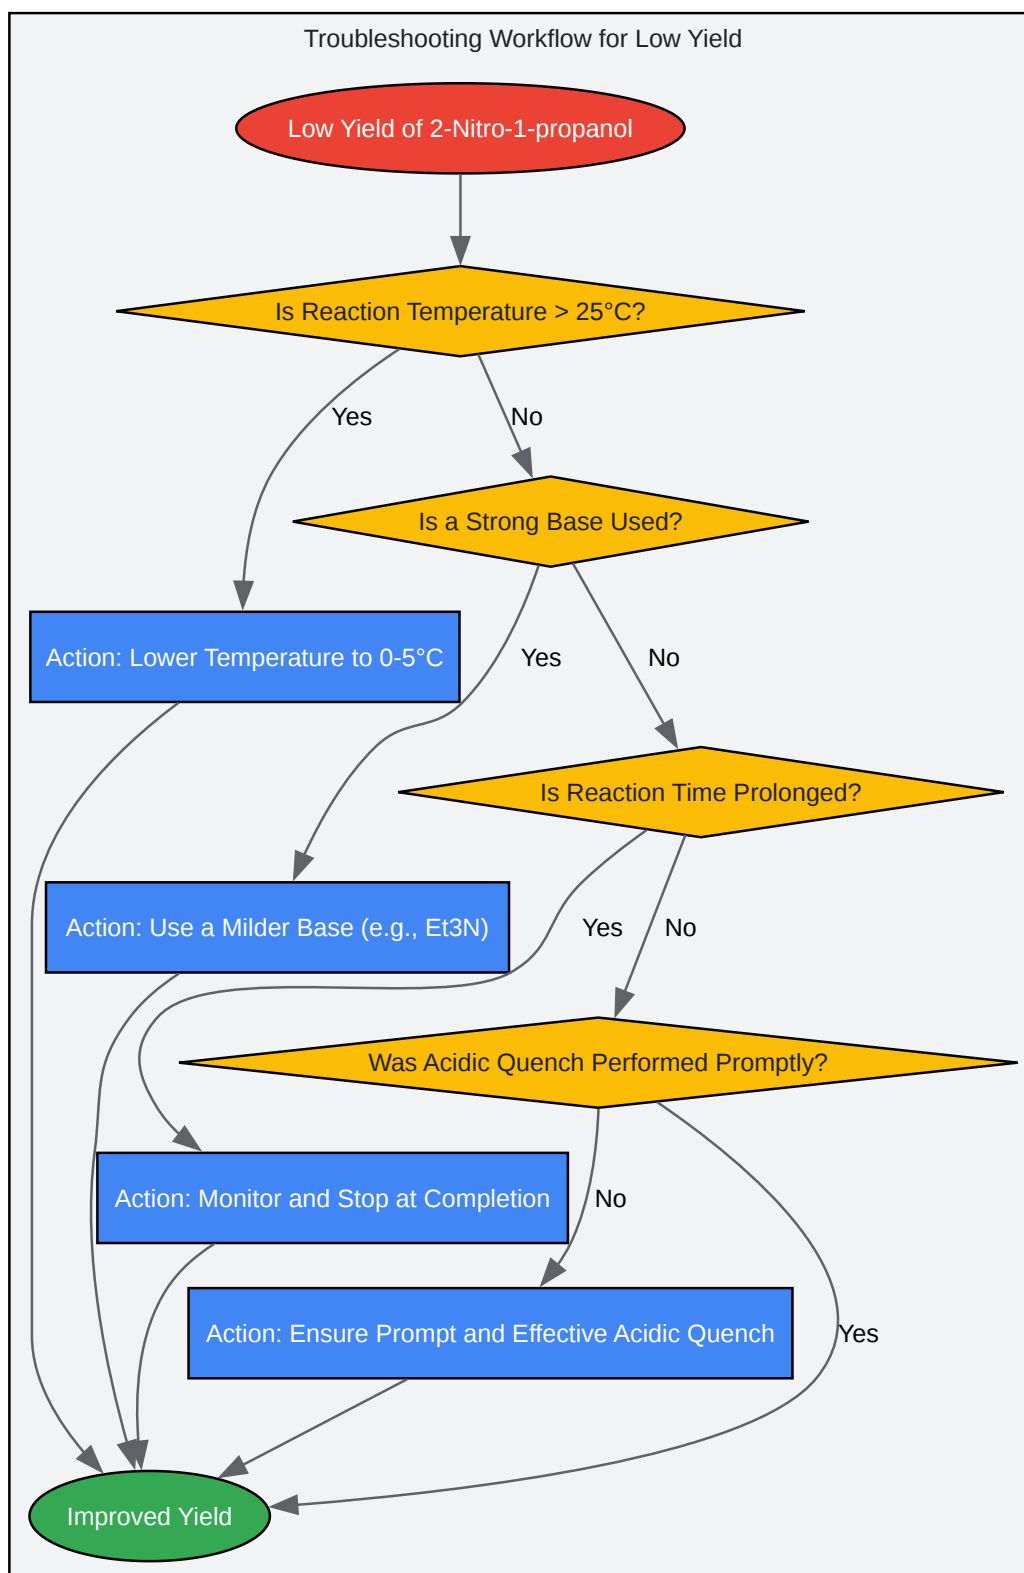 Troubleshooting Workflow for Low Yield
Low Yield of 2-Nitro-1-propanol
Is Reaction Temperature > 25°C?
Yes
No
Is a Strong Base Used?
Action: Lower Temperature to 0-5°C
Yes
No
Is Reaction Time Prolonged?
Action: Use a Milder Base (e.g., Et3N)
Yes
No
Was Acidic Quench Performed Promptly?
Action: Monitor and Stop at Completion
No
Action: Ensure Prompt and Effective Acidic Quench
Yes
Improved Yield